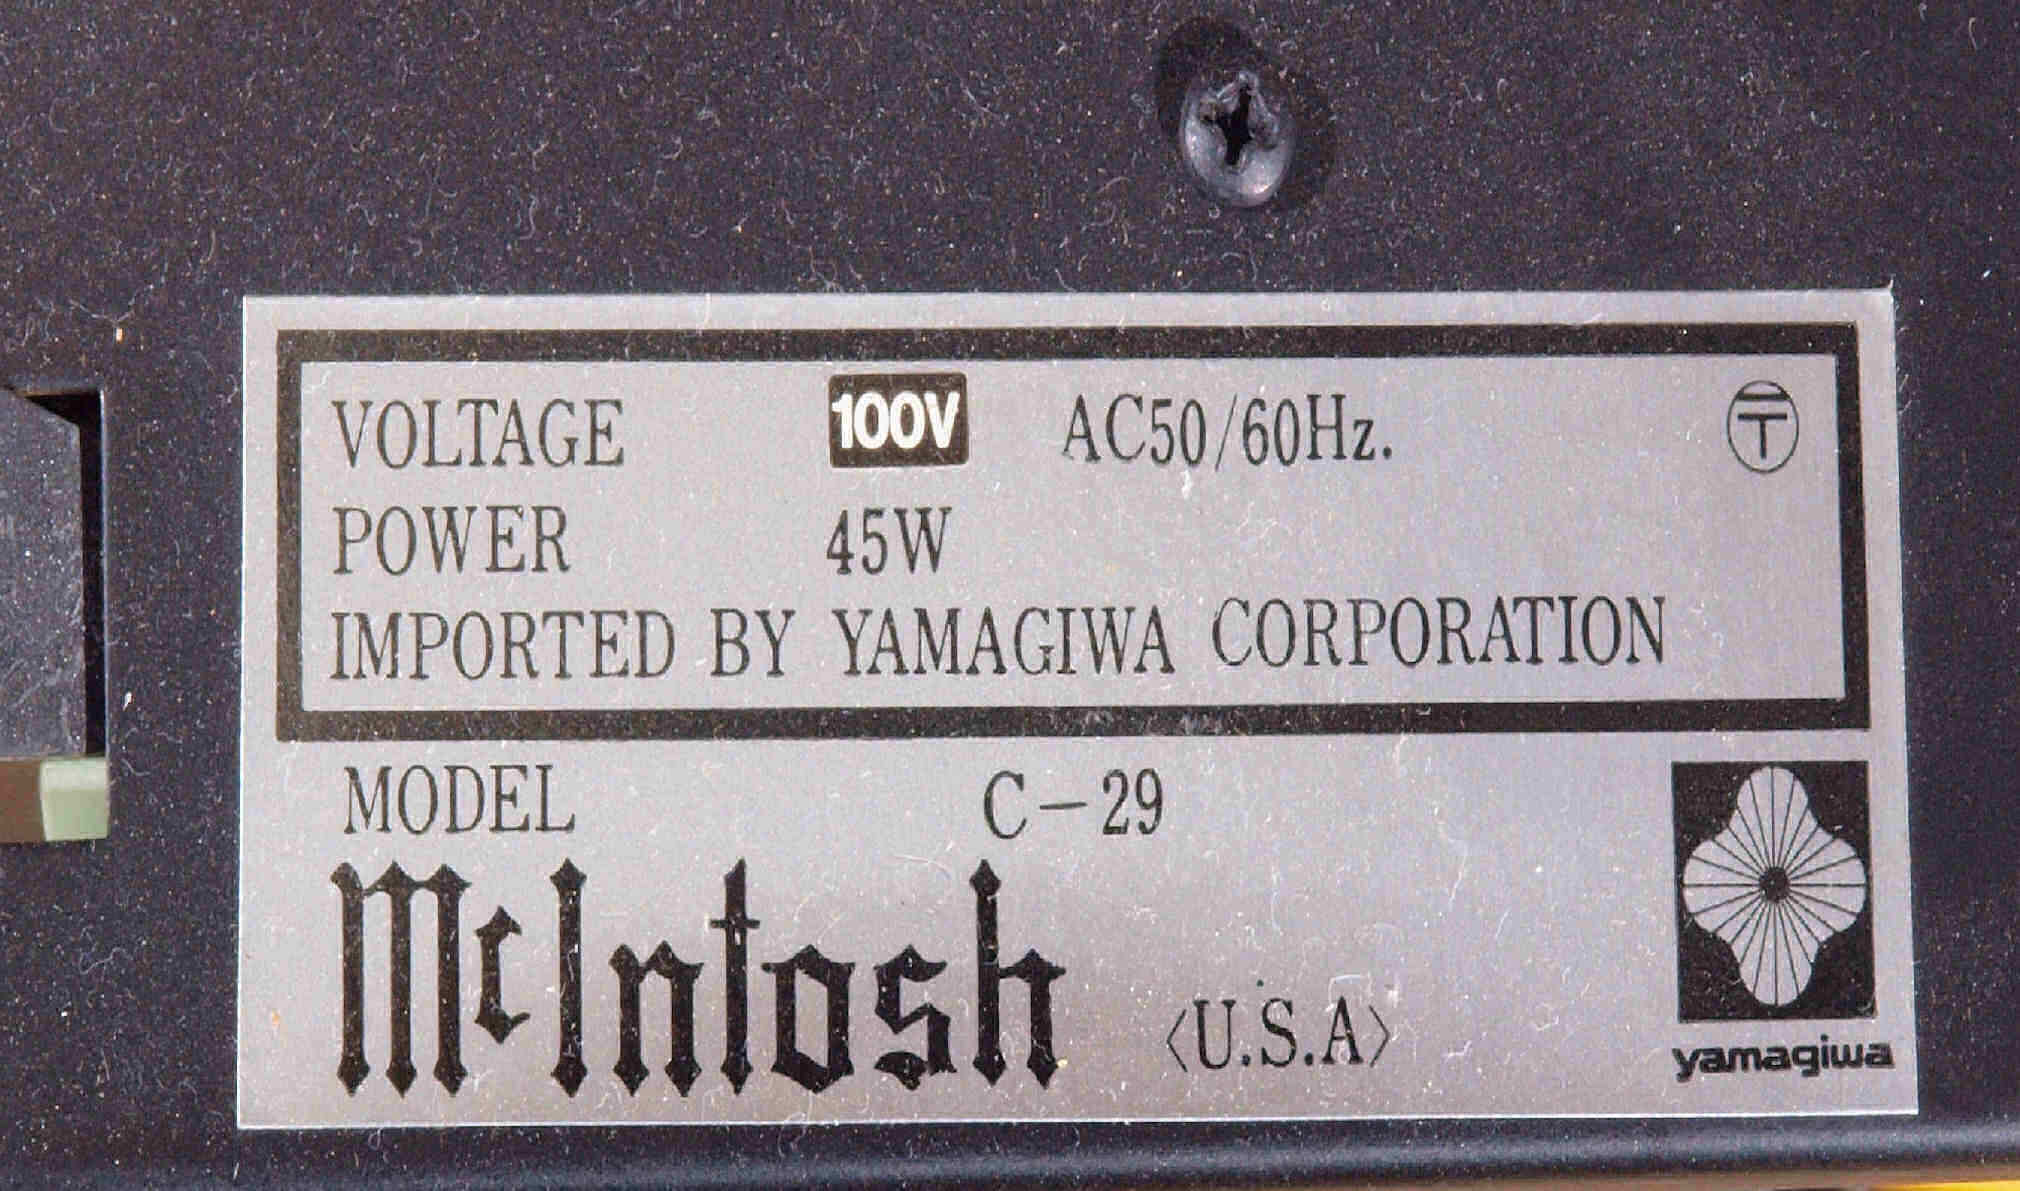 VOLTAGE 100V AC50/60Hz. 〒
POWER 45W
IMPORTED BY YAMAGIWA CORPORATION
MODEL C-29
McIntosh 〈U.S.A〉
yamagiwa